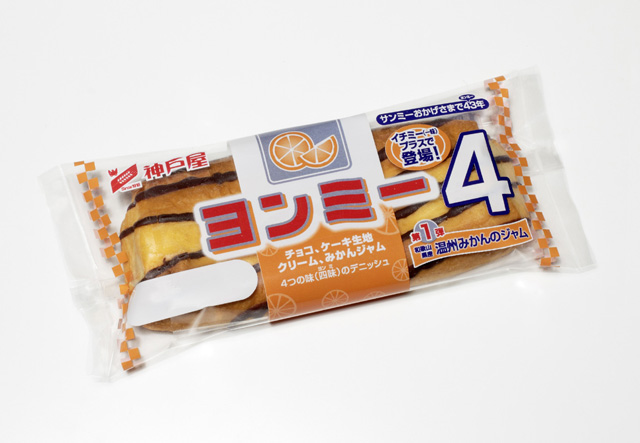 神戸屋
サンミーおかげさまで43年
イチミー(一味)
プラスで
登場!
ヨンミー4
チョコ、ケーキ生地
クリーム、みかんジャム
4つの味(四味)のデニッシュ
第1弾
和歌山県産
温州みかんのジャム